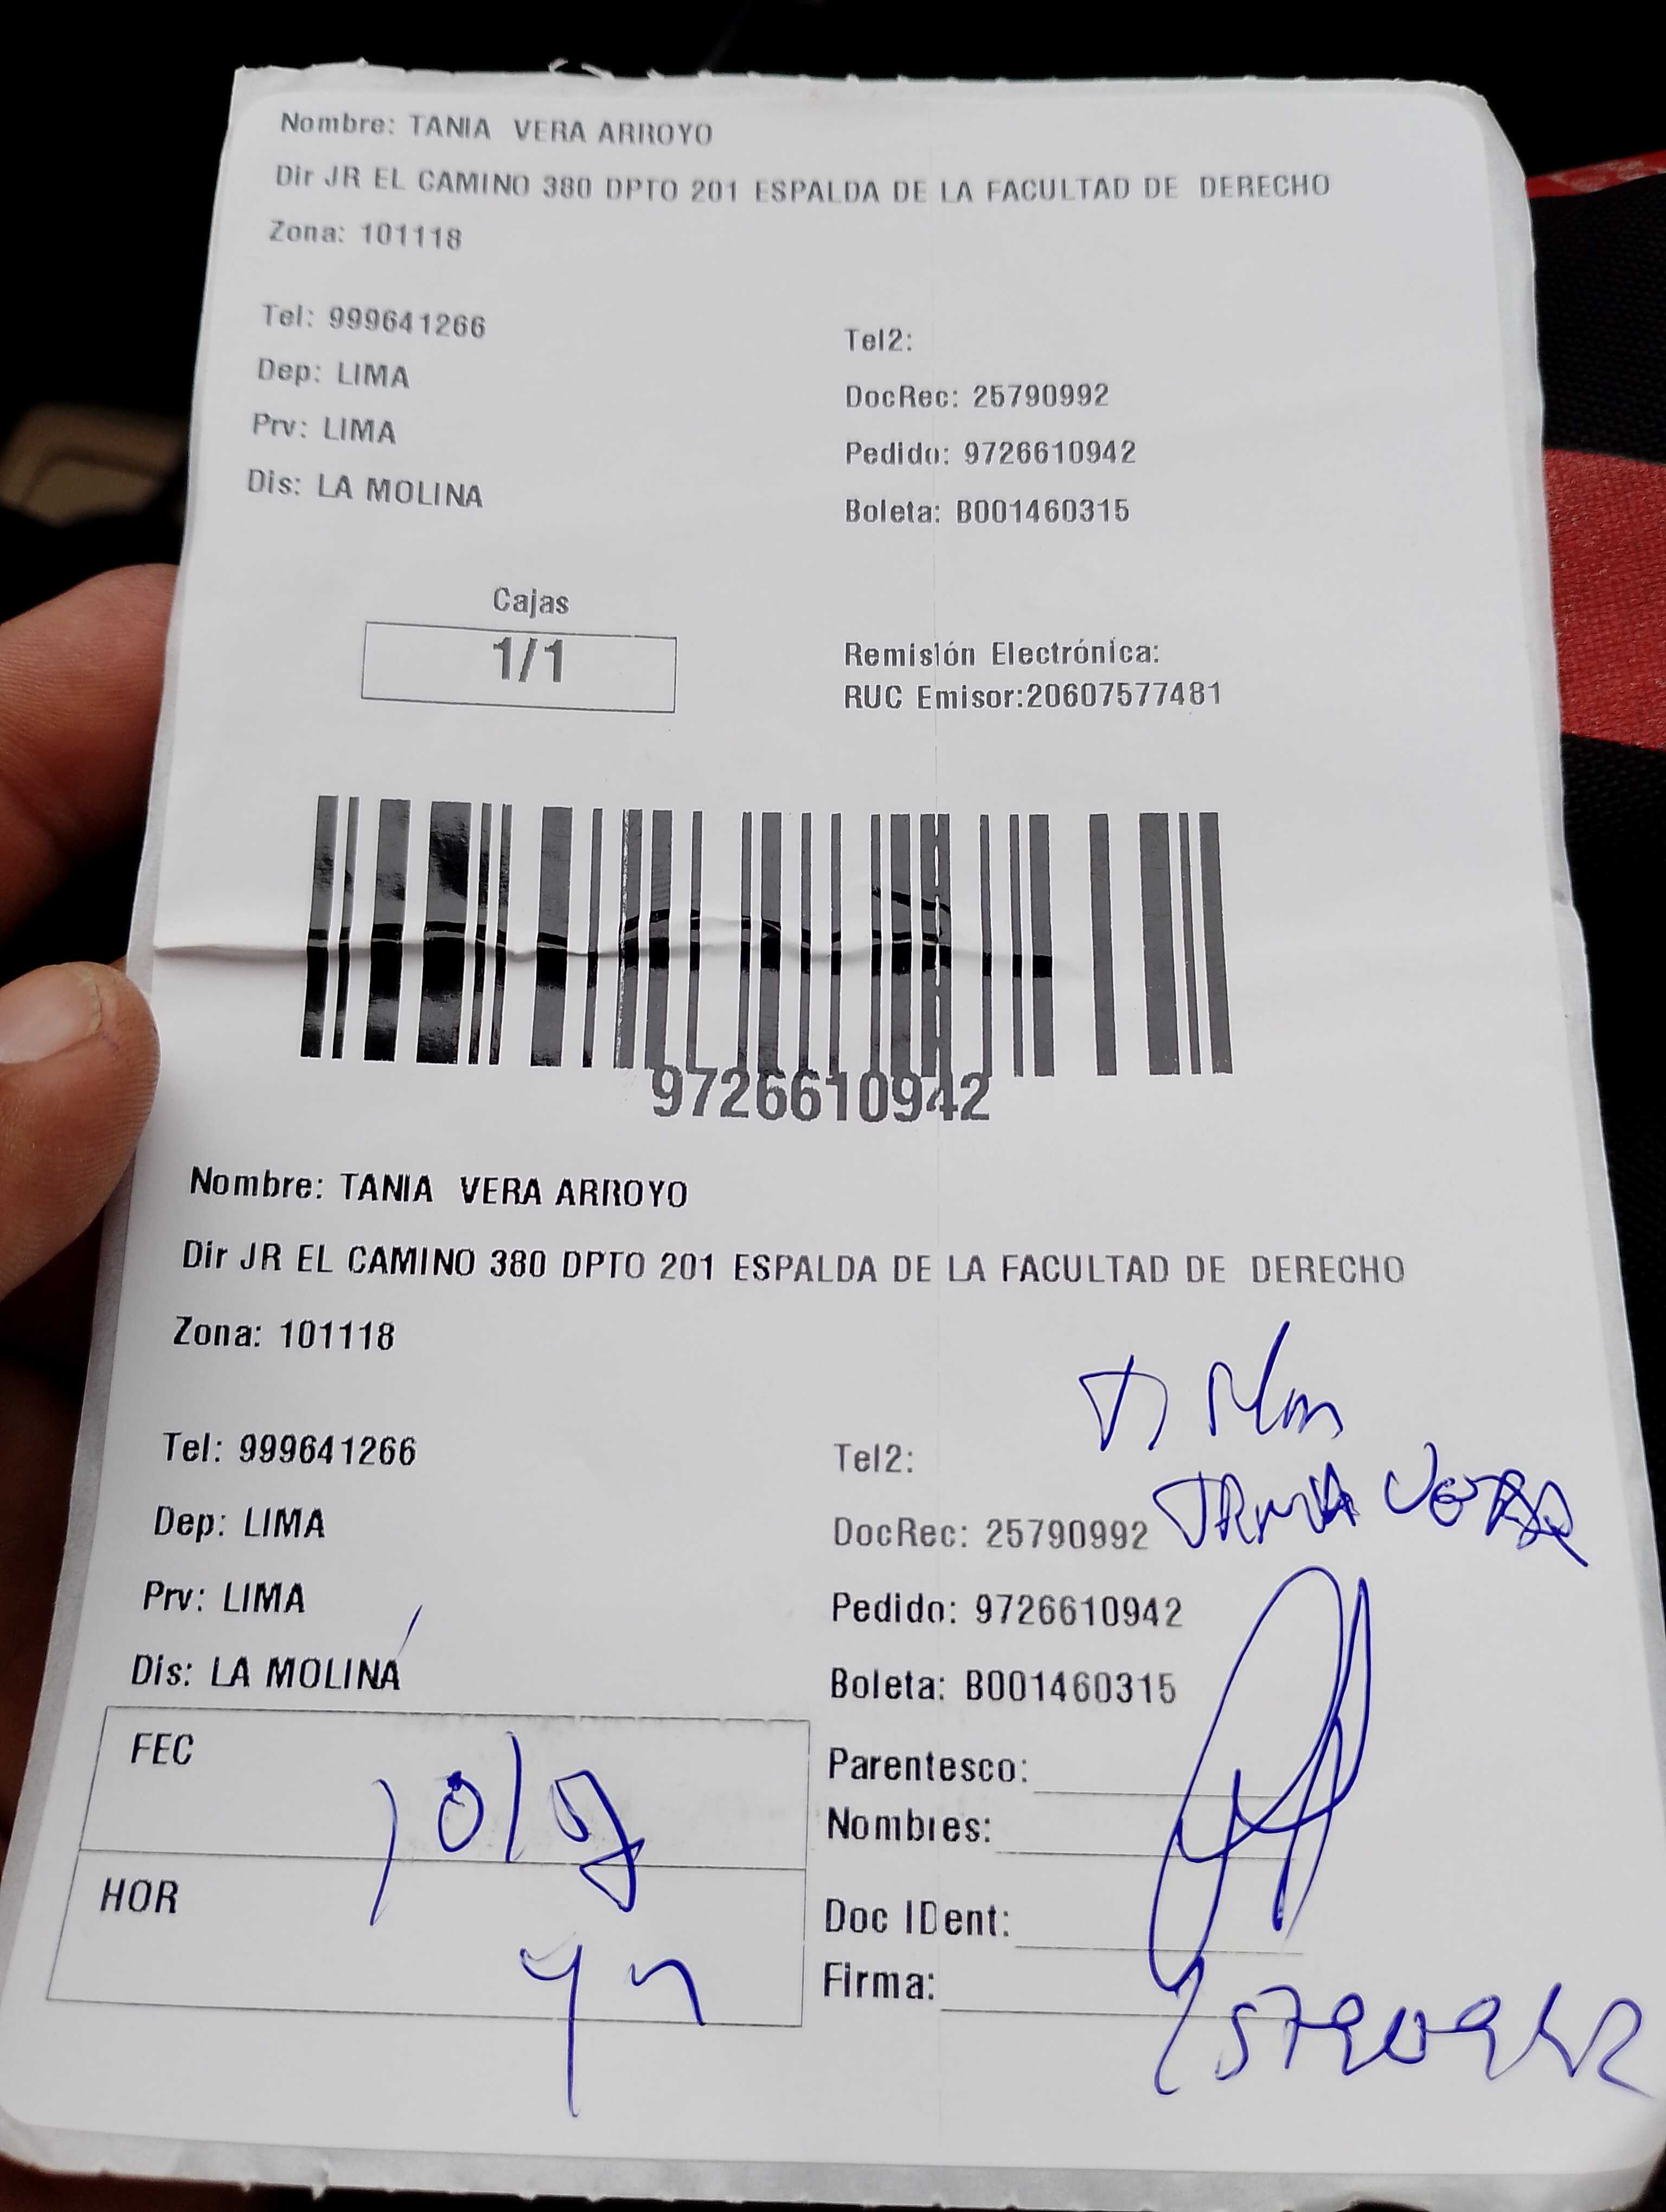 Nombre: TANIA VERA ARROYO
Dir JR EL CAMINO 380 DPTO 201 ESPALDA DE LA FACULTAD DE DERECHO
Zona: 101118
Tel: 999641266
Tel2:
Dep: LIMA
DocRec: 25790992
Prv: LIMA
Pedido: 9726610942
Dis: LA MOLINA
Boleta: B001460315
Cajas
1/1
Remisión Electrónica:
RUC Emisor:20607577481
9726610942
Nombre: TANIA VERA ARROYO
Dir JR EL CAMINO 380 DPTO 201 ESPALDA DE LA FACULTAD DE DERECHO
Zona: 101118
Tel: 999641266
Tel2:
TANIA VERA
Dep: LIMA
DocRec: 25790992
Prv: LIMA
Pedido: 9726610942
Dis: LA MOLINA
Boleta: B001460315
FEC
Parentesco:
Nombres:
HOR
Doc IDent:
Firma: